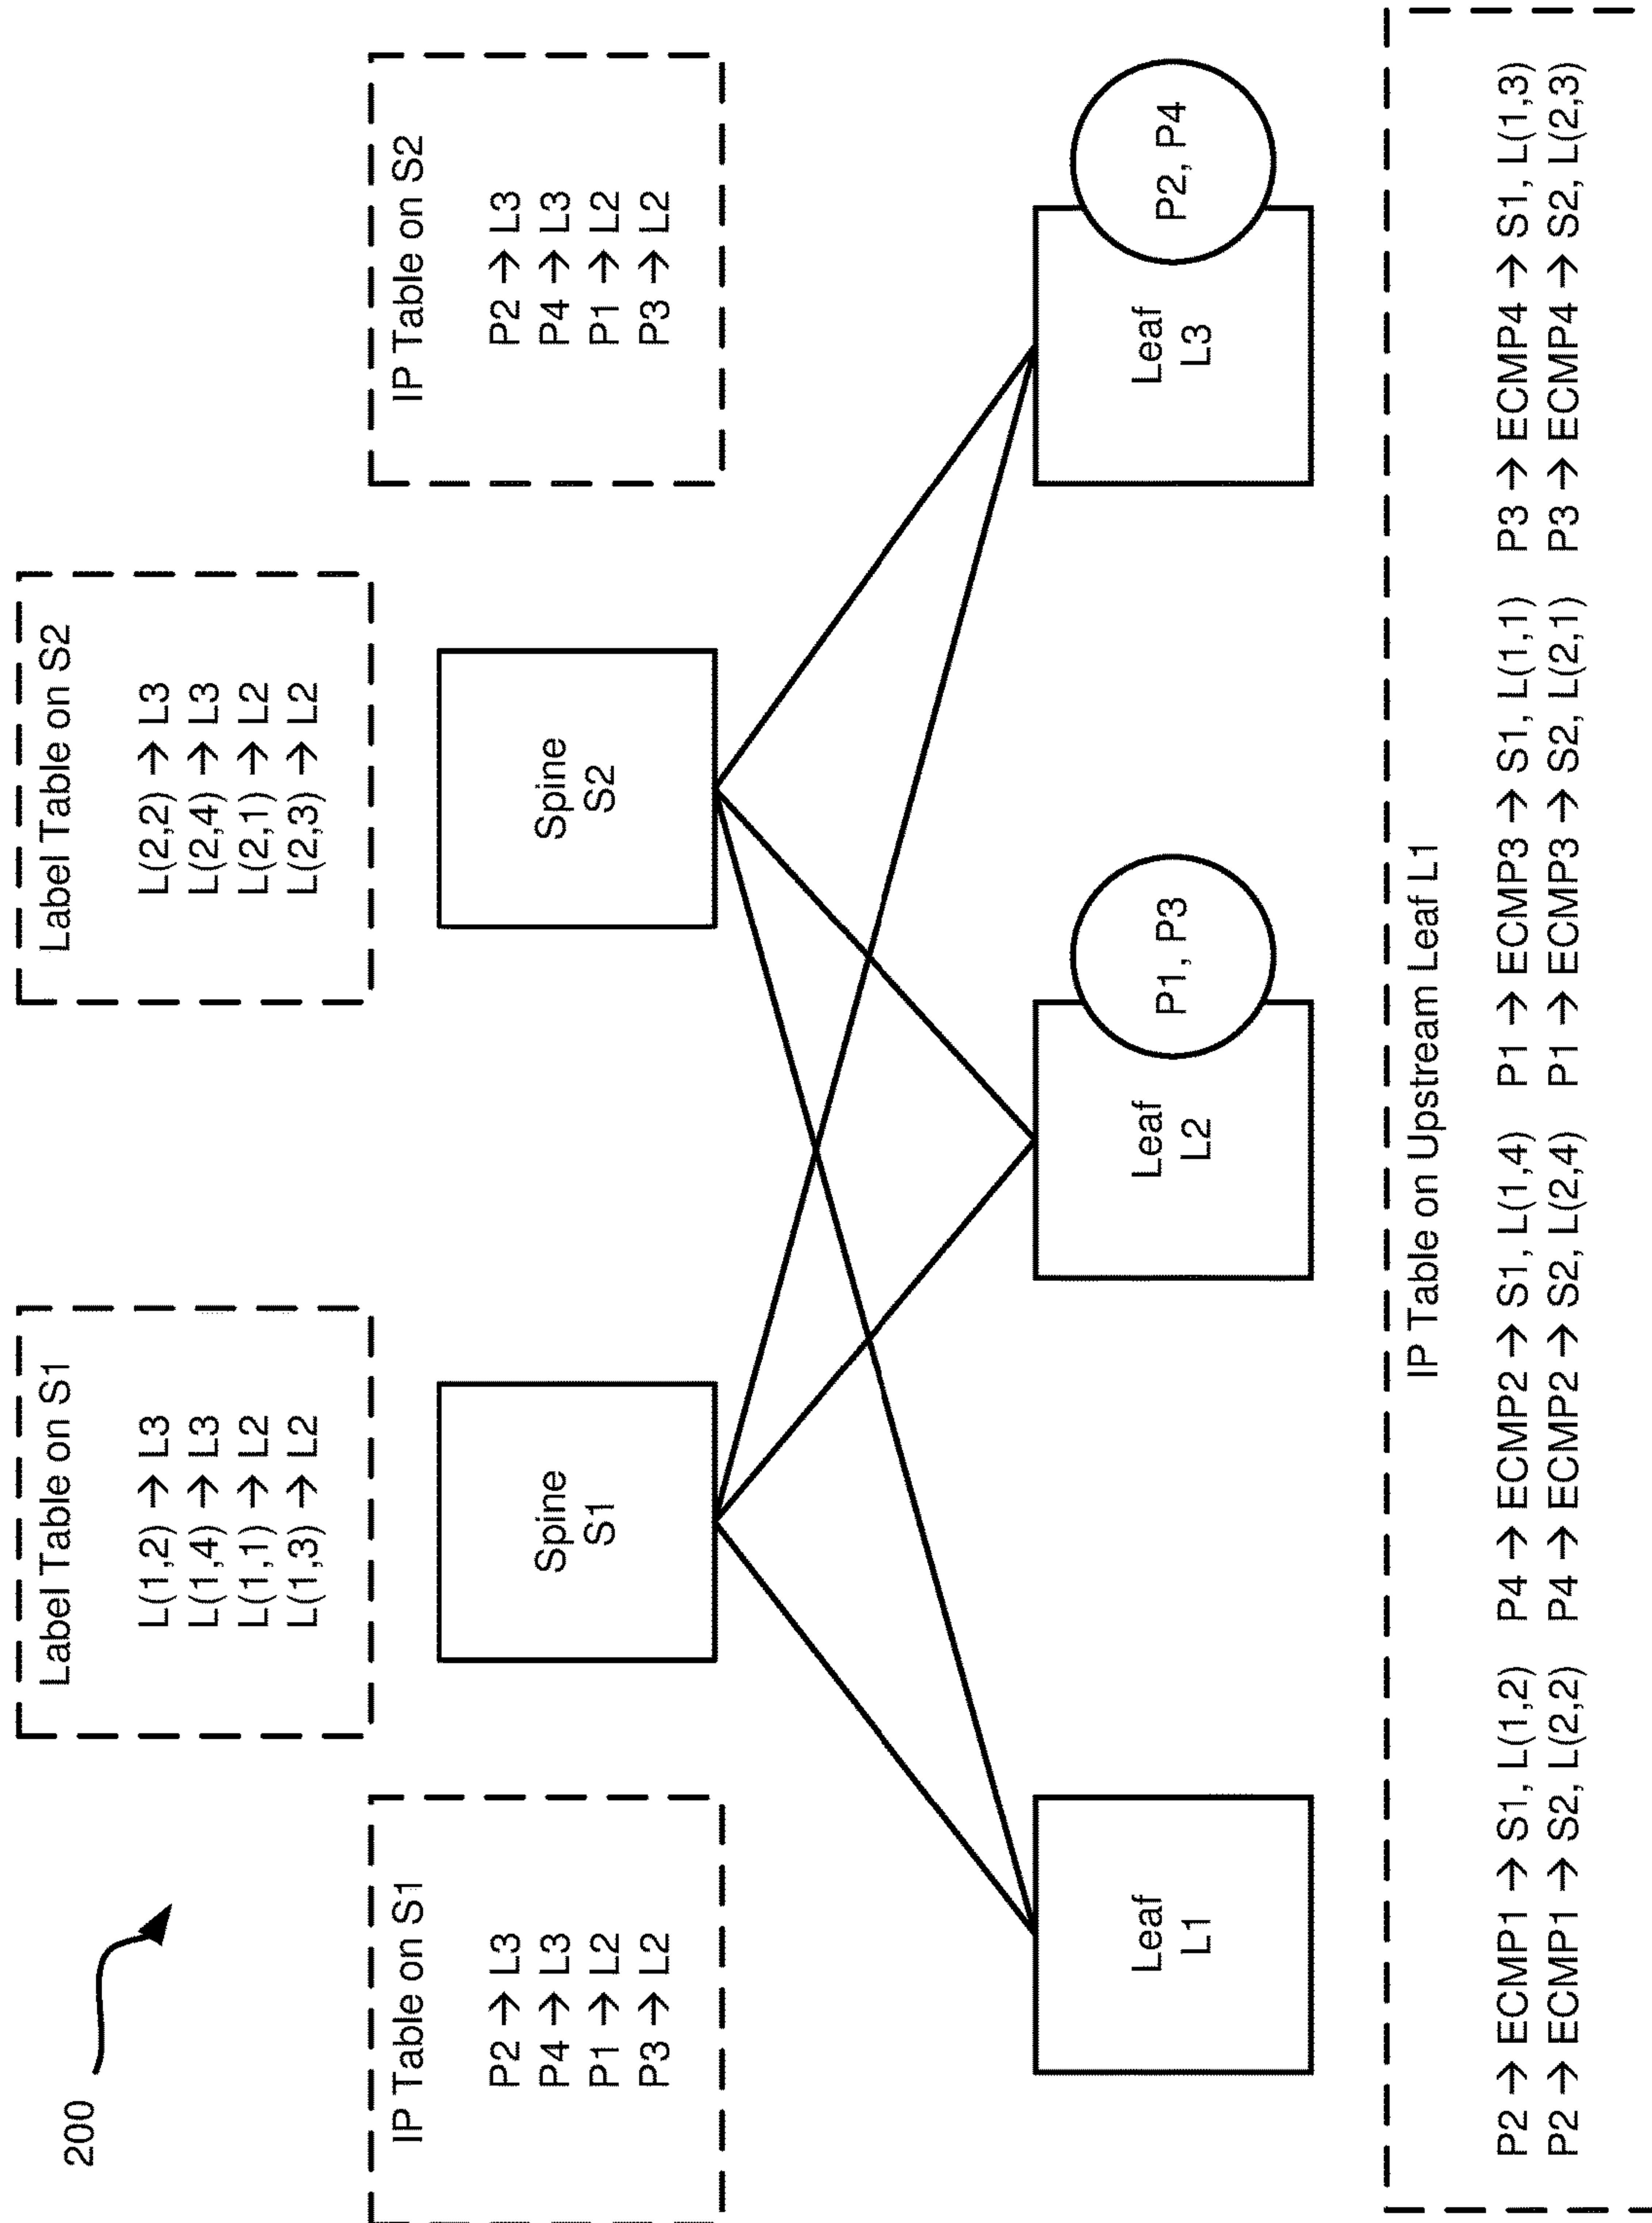 200
Label Table on S1
L(1,2) → L3
L(1,4) → L3
L(1,1) → L2
L(1,3) → L2
Label Table on S2
L(2,2) → L3
L(2,4) → L3
L(2,1) → L2
L(2,3) → L2
IP Table on S1
P2 → L3
P4 → L3
P1 → L2
P3 → L2
Spine
S1
Spine
S2
IP Table on S2
P2 → L3
P4 → L3
P1 → L2
P3 → L2
Leaf
L1
Leaf
L2
P1, P3
Leaf
L3
P2, P4
IP Table on Upstream Leaf L1
P2 → ECMP1 → S1, L(1,2) P4 → ECMP2 → S1, L(1,4) P1 → ECMP3 → S1, L(1,1) P3 → ECMP4 → S1, L(1,3)
P2 → ECMP1 → S2, L(2,2) P4 → ECMP2 → S2, L(2,4) P1 → ECMP3 → S2, L(2,1) P3 → ECMP4 → S2, L(2,3)